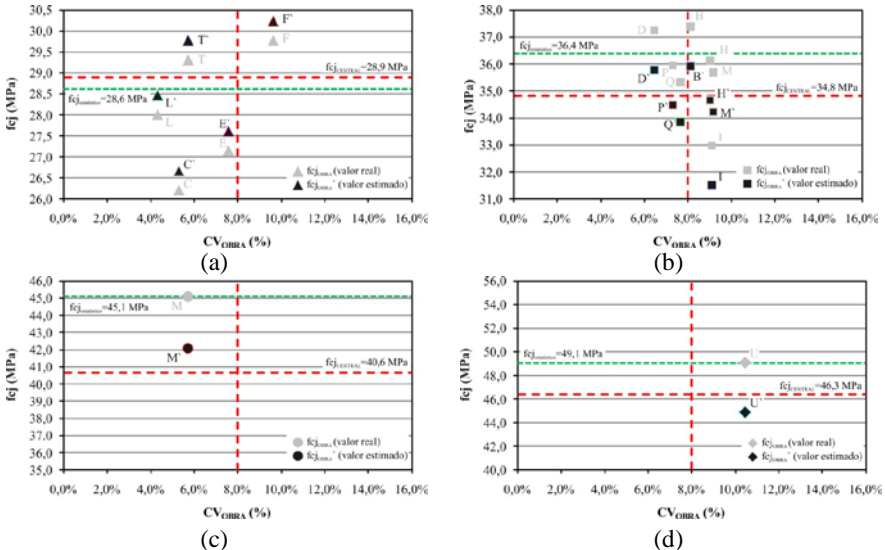 30,5
30,0
29,5
29,0
28,5
28,0
27,5
27,0
26,5
26,0
fcj (MPa)
F`
F
T`
T
fcjCENTRAL=28,9 MPa
=28,6 MPa
L`
L
E`
E
C`
C
fcjOBRA (valor real)
fcjOBRA` (valor estimado)
0,0% 2,0% 4,0% 6,0% 8,0% 10,0% 12,0% 14,0% 16,0%
CVOBRA (%)
(a)
38,0
37,0
36,0
35,0
34,0
33,0
32,0
31,0
fcj (MPa)
B
D
=36,4 MPa
H
P
M
D`
B`
Q
fcjCENTRAL=34,8 MPa
H`
P`
M`
Q`
I
I`
fcjOBRA (valor real)
fcjOBRA` (valor estimado)
0,0% 2,0% 4,0% 6,0% 8,0% 10,0% 12,0% 14,0% 16,0%
CVOBRA (%)
(b)
46,0
45,0
44,0
43,0
42,0
41,0
40,0
39,0
38,0
37,0
36,0
35,0
fcj (MPa)
M
=45,1 MPa
M`
fcjCENTRAL=40,6 MPa
fcjOBRA (valor real)
fcjOBRA` (valor estimado)
0,0% 2,0% 4,0% 6,0% 8,0% 10,0% 12,0% 14,0% 16,0%
CVOBRA (%)
(c)
56,0
54,0
52,0
50,0
48,0
46,0
44,0
42,0
40,0
fcj (MPa)
U
=49,1 MPa
fcjCENTRAL=46,3 MPa
U`
fcjOBRA (valor real)
fcjOBRA` (valor estimado)
0,0% 2,0% 4,0% 6,0% 8,0% 10,0% 12,0% 14,0% 16,0%
CVOBRA (%)
(d)